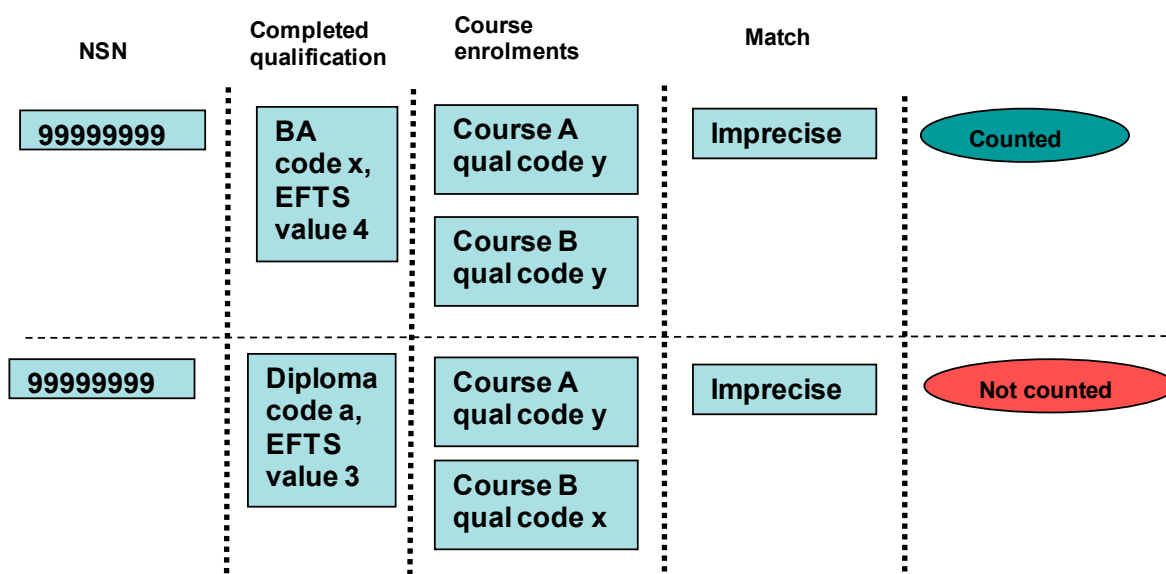 NSN
Completed
qualification
Course
enrolments
Match
99999999
BA
code x,
EFTS
value 4
Course A
qual code y
Course B
qual code y
Imprecise
Counted
99999999
Diploma
code a,
EFTS
value 3
Course A
qual code y
Course B
qual code x
Imprecise
Not counted